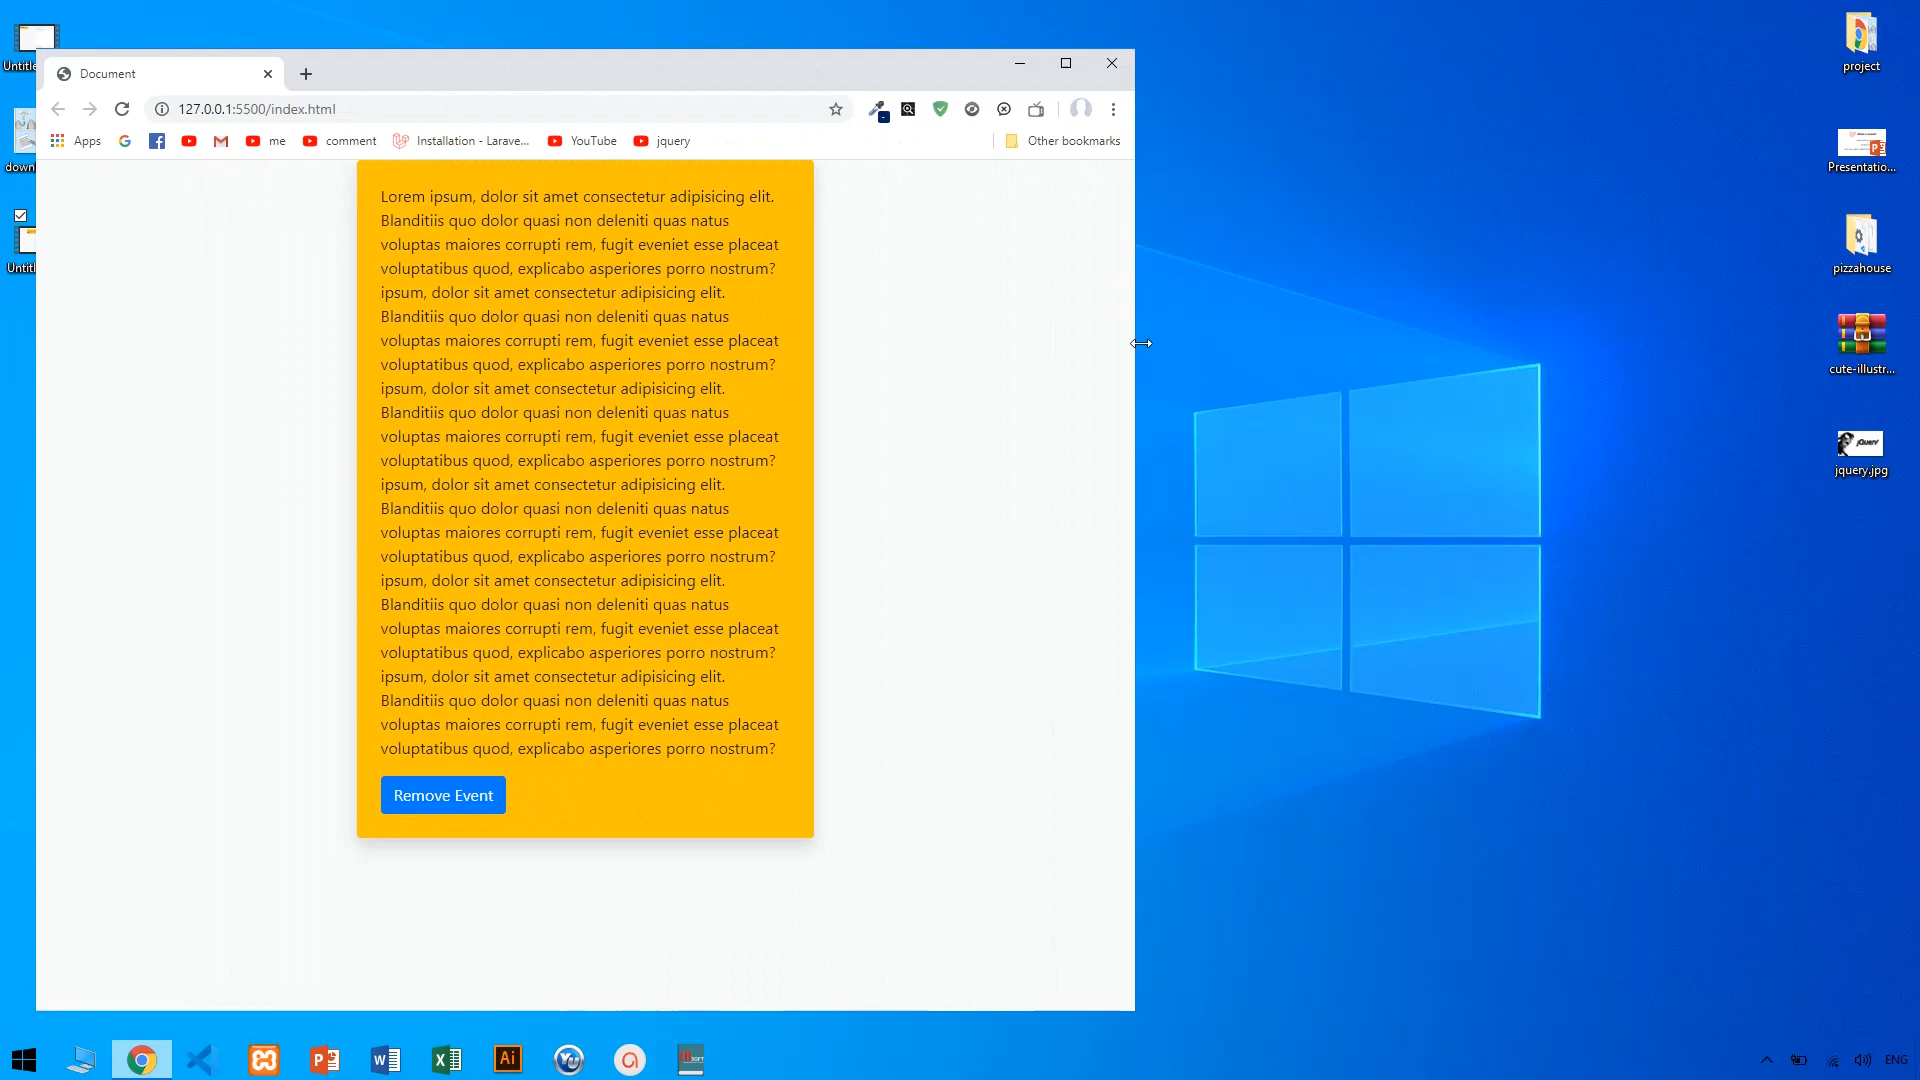 Document
127.0.0.1:5500/index.html
Apps
me
comment
Installation - Larave...
YouTube
jquery
Other bookmarks
Lorem ipsum, dolor sit amet consectetur adipisicing elit.
Blanditiis quo dolor quasi non deleniti quas natus
voluptas maiores corrupti rem, fugit eveniet esse placeat
voluptatibus quod, explicabo asperiores porro nostrum?
ipsum, dolor sit amet consectetur adipisicing elit.
Blanditiis quo dolor quasi non deleniti quas natus
voluptas maiores corrupti rem, fugit eveniet esse placeat
voluptatibus quod, explicabo asperiores porro nostrum?
ipsum, dolor sit amet consectetur adipisicing elit.
Blanditiis quo dolor quasi non deleniti quas natus
voluptas maiores corrupti rem, fugit eveniet esse placeat
voluptatibus quod, explicabo asperiores porro nostrum?
ipsum, dolor sit amet consectetur adipisicing elit.
Blanditiis quo dolor quasi non deleniti quas natus
voluptas maiores corrupti rem, fugit eveniet esse placeat
voluptatibus quod, explicabo asperiores porro nostrum?
ipsum, dolor sit amet consectetur adipisicing elit.
Blanditiis quo dolor quasi non deleniti quas natus
voluptas maiores corrupti rem, fugit eveniet esse placeat
voluptatibus quod, explicabo asperiores porro nostrum?
ipsum, dolor sit amet consectetur adipisicing elit.
Blanditiis quo dolor quasi non deleniti quas natus
voluptas maiores corrupti rem, fugit eveniet esse placeat
voluptatibus quod, explicabo asperiores porro nostrum?
Remove Event
Untitle
down
Untitl
project
Presentatio...
pizzahouse
cute-illustr...
jQuery
jquery.jpg
Ai
ENG